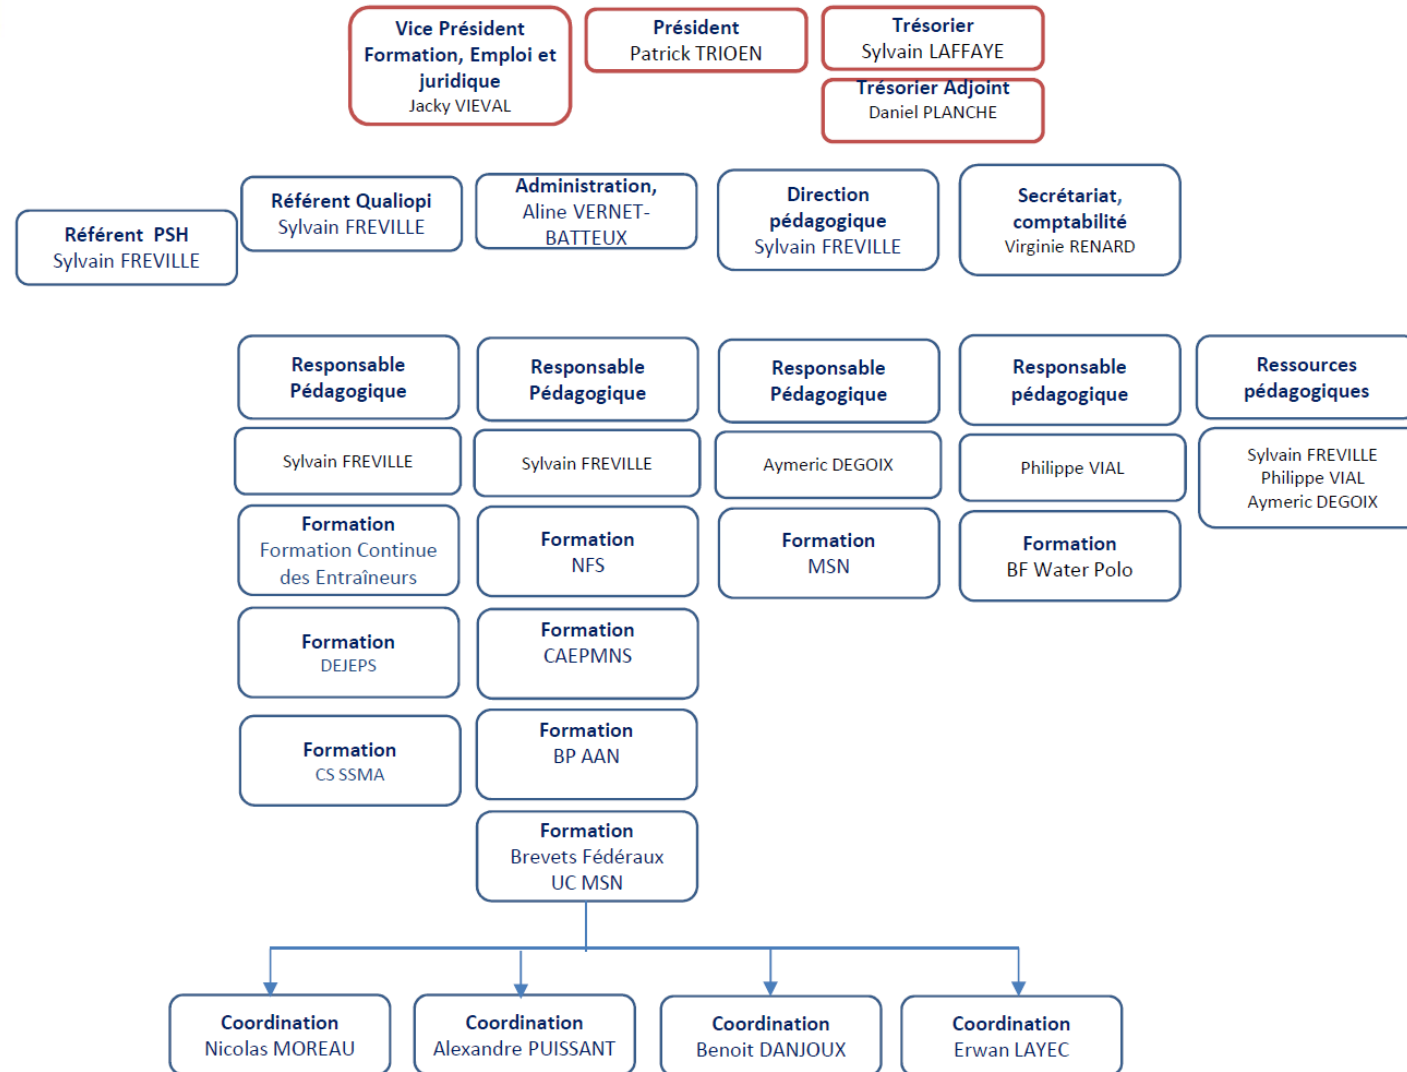 Vice Président
Formation, Emploi et
juridique
Jacky VIEVAL
Président
Patrick TRIOEN
Trésorier
Sylvain LAFFAYE
Trésorier Adjoint
Daniel PLANCHE
Référent PSH
Sylvain FREVILLE
Référent Qualiopi
Sylvain FREVILLE
Administration,
Aline VERNET-
BATTEUX
Direction
pédagogique
Sylvain FREVILLE
Secrétariat,
comptabilité
Virginie RENARD
Responsable
Pédagogique
Sylvain FREVILLE
Formation
Formation Continue
des Entraîneurs
Formation
DEJEPS
Formation
CS SSMA
Responsable
Pédagogique
Sylvain FREVILLE
Formation
NFS
Formation
CAEPMNS
Formation
BP AAN
Formation
Brevets Fédéraux
UC MSN
Responsable
Pédagogique
Aymeric DEGOIX
Formation
MSN
Responsable
pédagogique
Philippe VIAL
Formation
BF Water Polo
Ressources
pédagogiques
Sylvain FREVILLE
Philippe VIAL
Aymeric DEGOIX
Coordination
Nicolas MOREAU
Coordination
Alexandre PUISSANT
Coordination
Benoit DANJOUX
Coordination
Erwan LAYEC